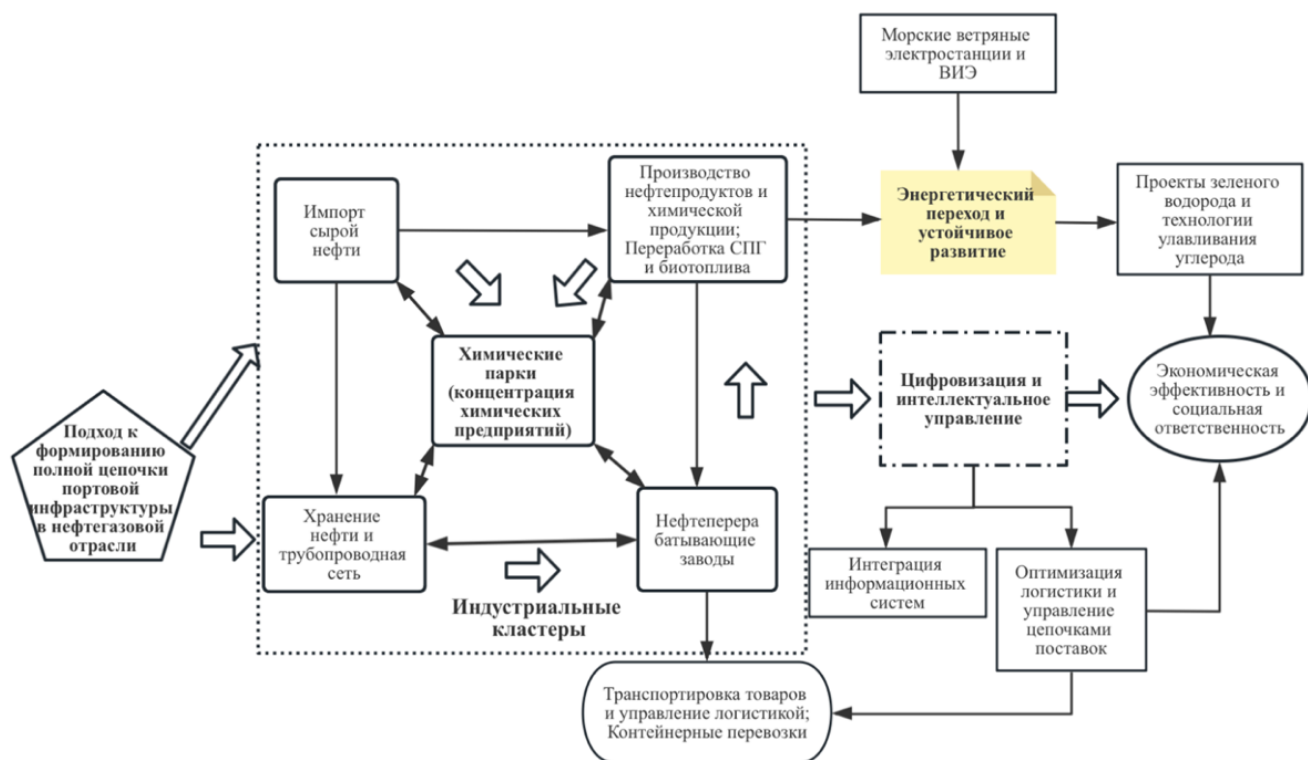 Морские ветряные
электростанции и
ВИЭ
Импорт
сырой
нефти
Производство
нефтепродуктов и
химической
продукции;
Переработка СПГ
и биотоплива
Энергетический
переход и
устойчивое
развитие
Проекты зеленого
водорода и
технологии
улавливания
углерода
Химические
парки
(концентрация
химических
предприятий)
Цифровизация и
интеллектуальное
управление
Экономическая
эффективность и
социальная
ответственность
Подход к
формированию
полной цепочки
портовой
инфраструктуры
в нефтегазовой
отрасли
Хранение
нефти и
трубопроводная
сеть
Нефтеперера
батывающие
заводы
Индустриальные
кластеры
Интеграция
информационных
систем
Оптимизация
логистики и
управление
цепочками
поставок
Транспортировка товаров
и управление логистикой;
Контейнерные перевозки